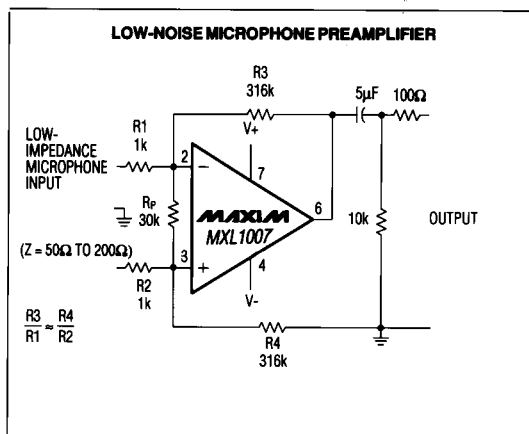 LOW-NOISE MICROPHONE PREAMPLIFIER
R3
316k
5µF
100Ω
LOW-
IMPEDANCE
MICROPHONE
INPUT
R1
1k
V+
2
−
7
RP
30k
MAXIM
MXL1007
6
10k
OUTPUT
(Z = 50Ω TO 200Ω)
3
+
4
R2
1k
V-
R3/R1 ≈ R4/R2
R4
316k